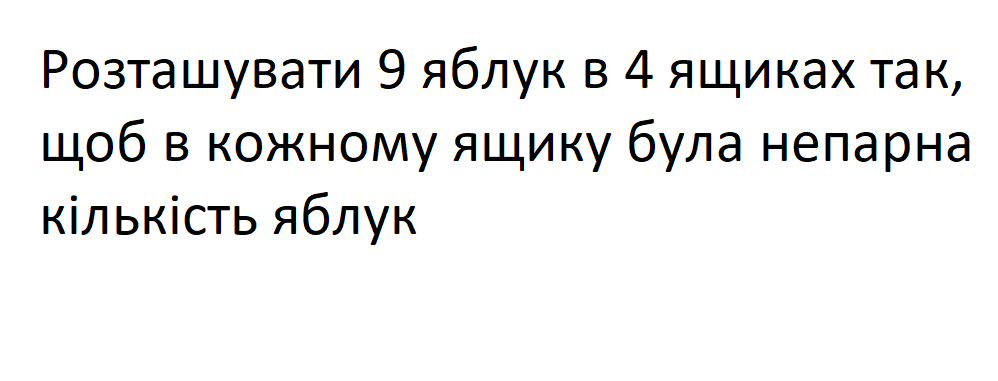 Розташувати 9 яблук в 4 ящиках так,
щоб в кожному ящику була непарна
кількість яблук